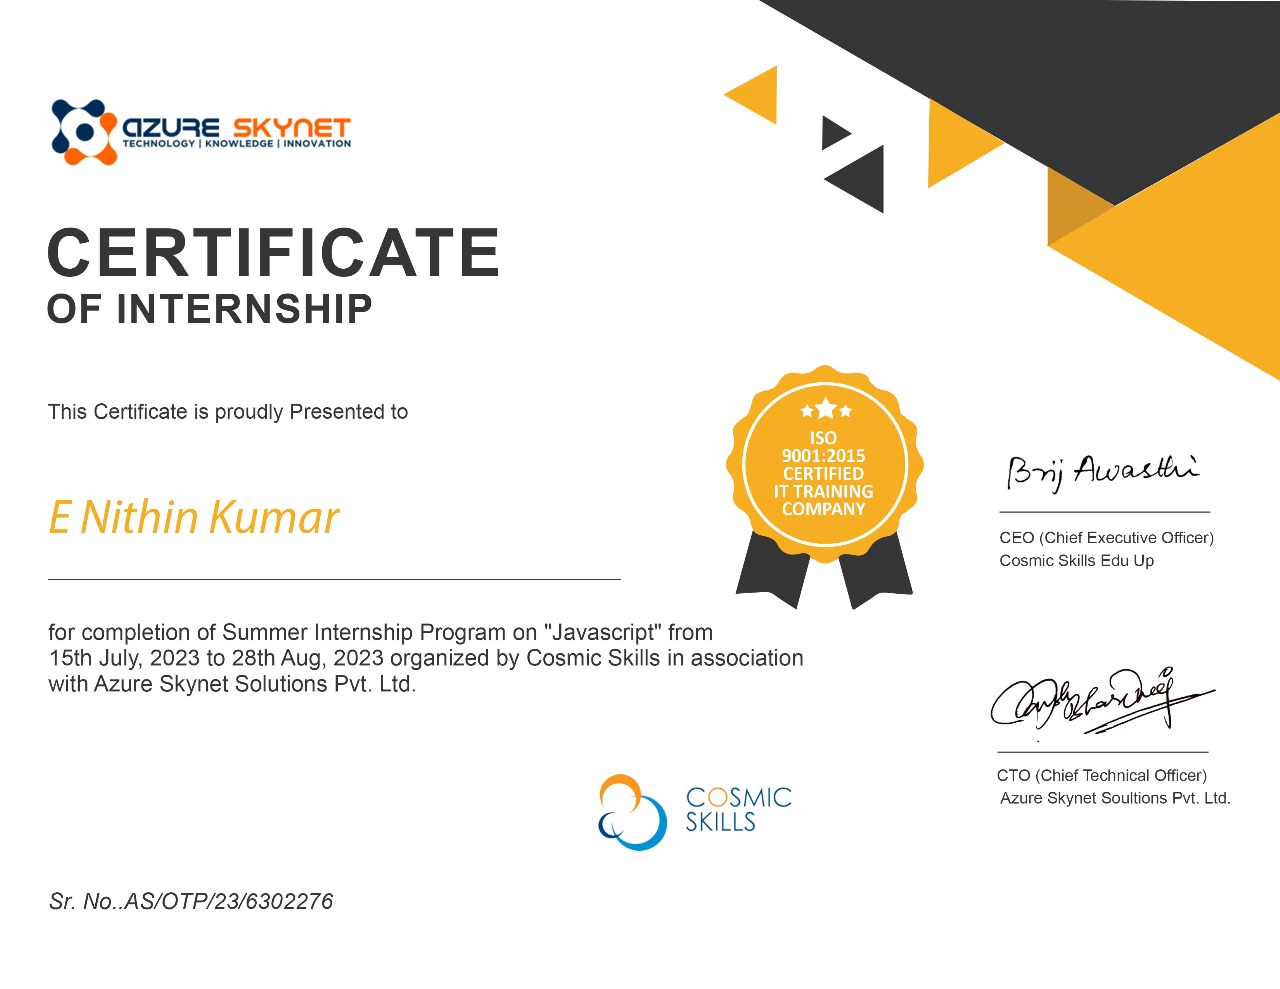 AZURE SKYNET
TECHNOLOGY | KNOWLEDGE | INNOVATION
CERTIFICATE
OF INTERNSHIP
This Certificate is proudly Presented to
E Nithin Kumar
for completion of Summer Internship Program on "Javascript" from
15th July, 2023 to 28th Aug, 2023 organized by Cosmic Skills in association
with Azure Skynet Solutions Pvt. Ltd.
ISO
9001:2015
CERTIFIED
IT TRAINING
COMPANY
Brij Awasthi
CEO (Chief Executive Officer)
Cosmic Skills Edu Up
CTO (Chief Technical Officer)
Azure Skynet Soultions Pvt. Ltd.
COSMIC
SKILLS
Sr. No..AS/OTP/23/6302276